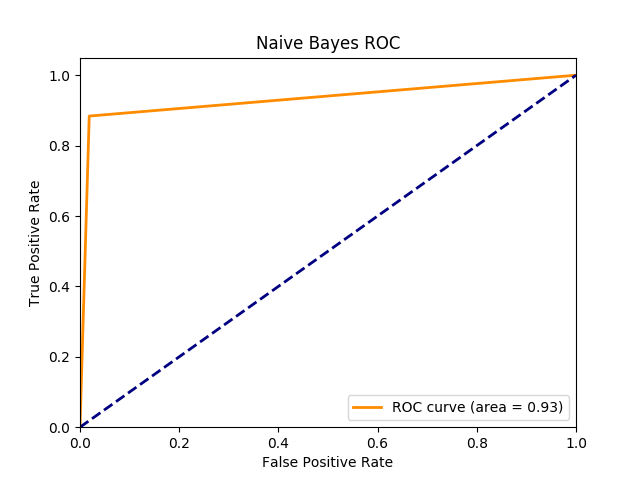 Naive Bayes ROC
True Positive Rate
1.0
0.8
0.6
0.4
0.2
0.0
ROC curve (area = 0.93)
0.0 0.2 0.4 0.6 0.8 1.0
False Positive Rate